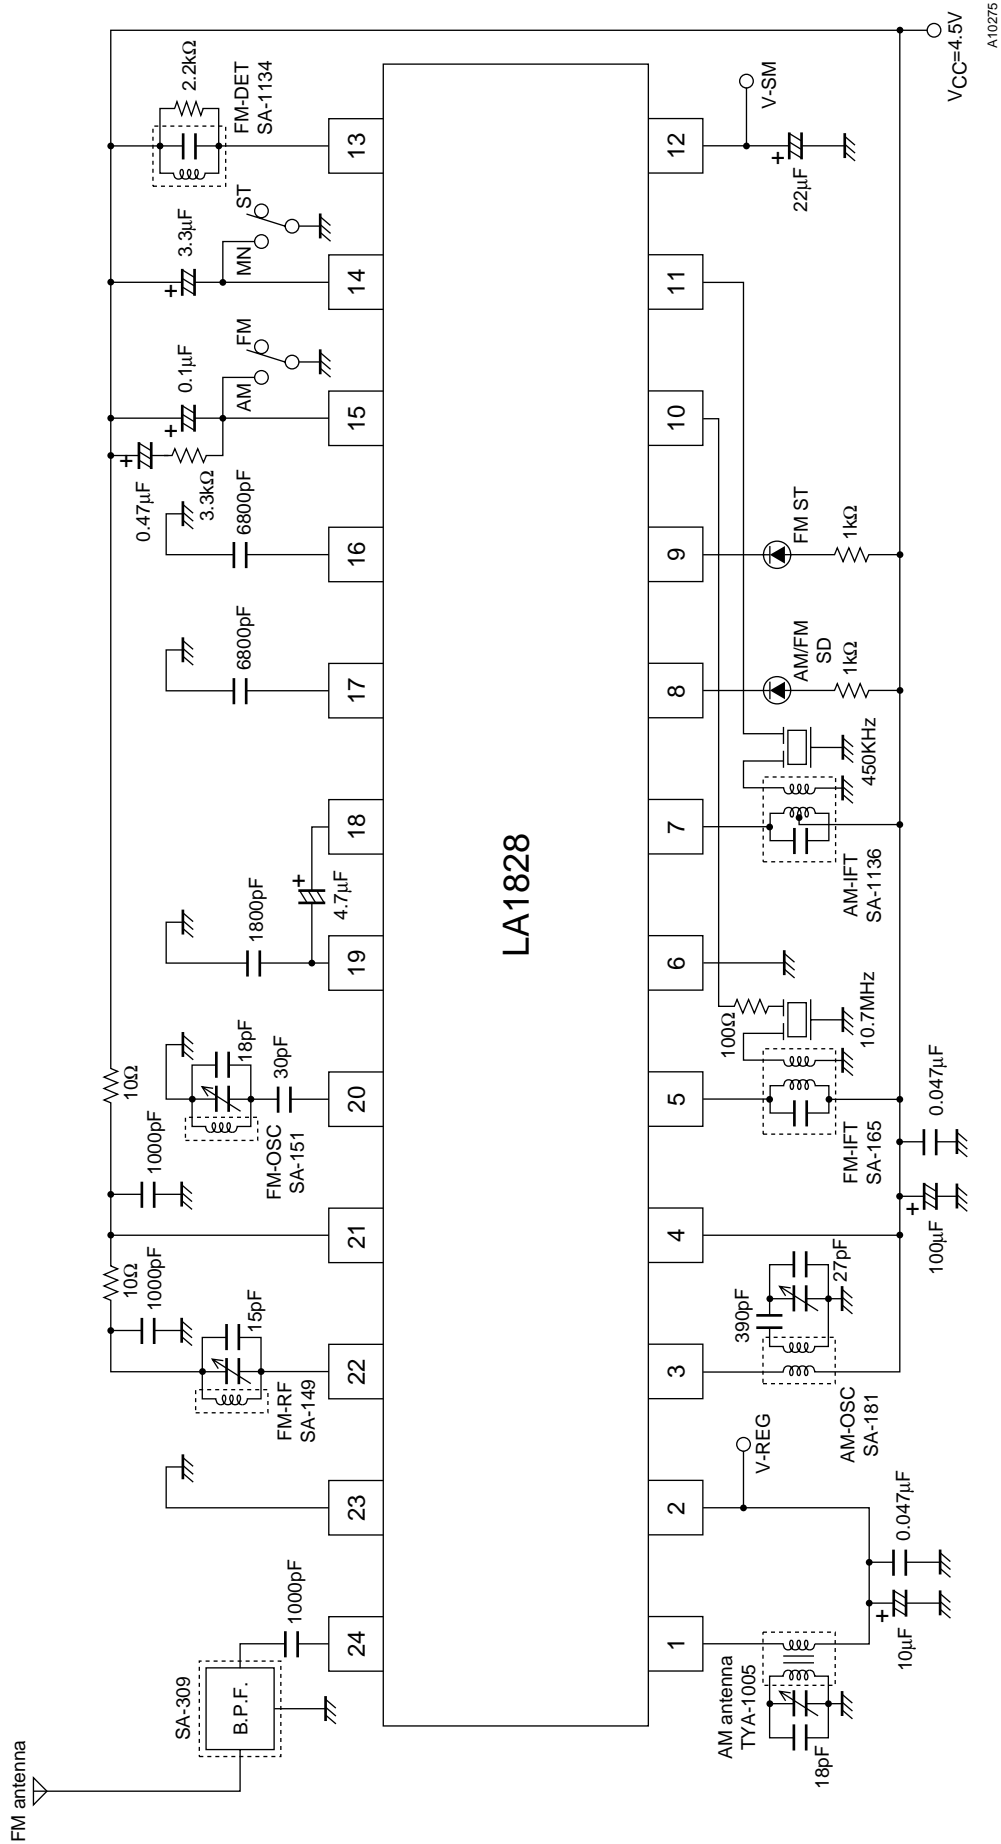 FM antenna
SA-309
B.P.F.
1000pF
FM-RF
SA-149
15pF
10Ω
1000pF
1000pF
10Ω
FM-OSC
SA-151
18pF
30pF
1800pF
4.7µF
6800pF
6800pF
0.47µF
3.3kΩ
0.1µF
AM
FM
3.3µF
MN
ST
2.2kΩ
FM-DET
SA-1134
24
23
22
21
20
19
18
17
16
15
14
13
LA1828
1
2
3
4
5
6
7
8
9
10
11
12
AM antenna
TYA-1005
18pF
V-REG
10µF
0.047µF
AM-OSC
SA-181
390pF
27pF
100µF
0.047µF
FM-IFT
SA-165
100Ω
10.7MHz
AM-IFT
SA-1136
450KHz
AM/FM
SD
1kΩ
FM ST
1kΩ
22µF
V-SM
VCC=4.5V
A10275